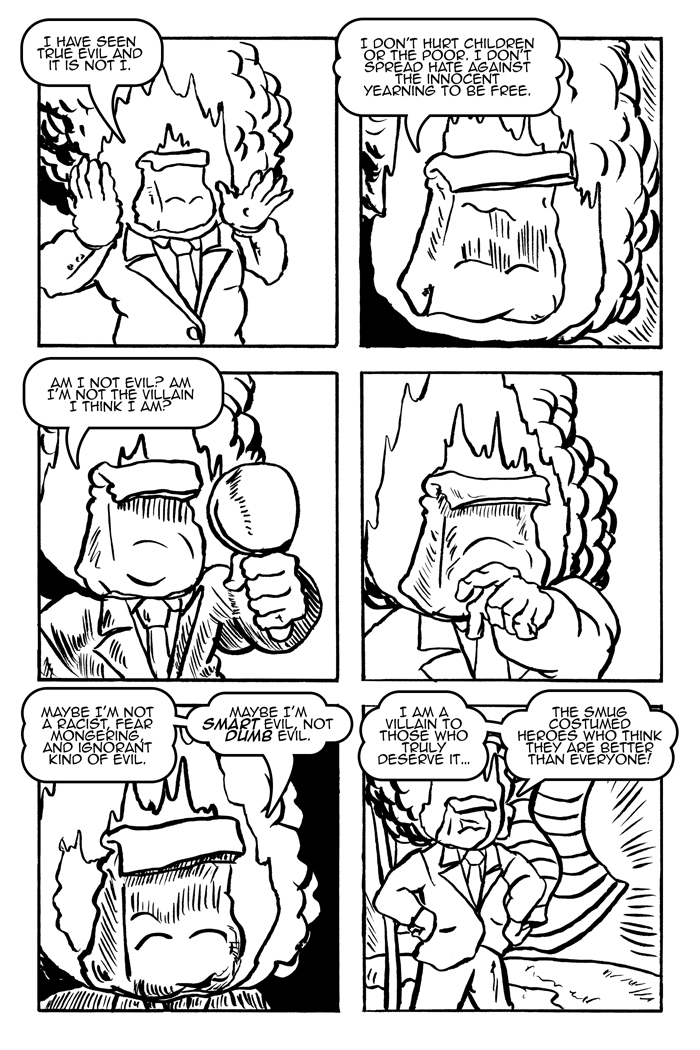 I HAVE SEEN
TRUE EVIL AND
IT IS NOT I.
I DON'T HURT CHILDREN
OR THE POOR. I DON'T
SPREAD HATE AGAINST
THE INNOCENT
YEARNING TO BE FREE.
AM I NOT EVIL? AM
I'M NOT THE VILLAIN
I THINK I AM?
MAYBE I'M NOT
A RACIST, FEAR
MONGERING,
AND IGNORANT
KIND OF EVIL.
MAYBE I'M
SMART EVIL, NOT
DUMB EVIL.
I AM A
VILLAIN TO
THOSE WHO
TRULY
DESERVE IT...
THE SMUG
COSTUMED
HEROES WHO THINK
THEY ARE BETTER
THAN EVERYONE!